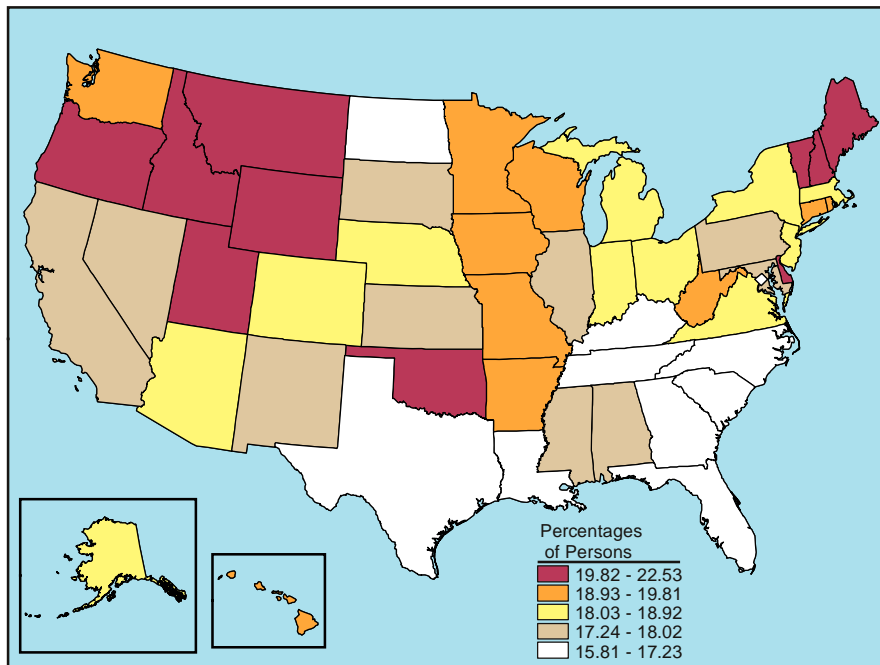 Percentages
of Persons
19.82 - 22.53
18.93 - 19.81
18.03 - 18.92
17.24 - 18.02
15.81 - 17.23